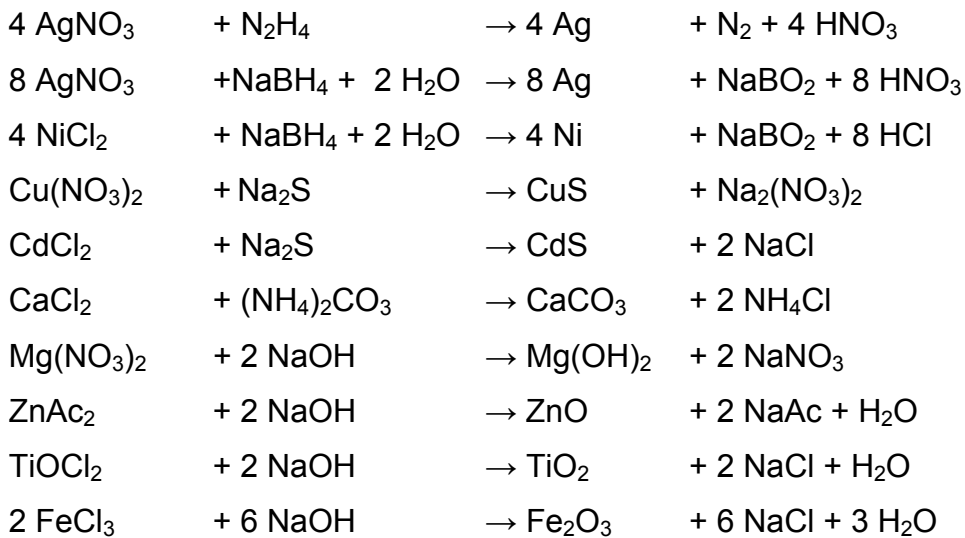 4 AgNO₃ + N₂H₄ → 4 Ag + N₂ + 4 HNO₃
8 AgNO₃ +NaBH₄ + 2 H₂O → 8 Ag + NaBO₂ + 8 HNO₃
4 NiCl₂ + NaBH₄ + 2 H₂O → 4 Ni + NaBO₂ + 8 HCl
Cu(NO₃)₂ + Na₂S → CuS + Na₂(NO₃)₂
CdCl₂ + Na₂S → CdS + 2 NaCl
CaCl₂ + (NH₄)₂CO₃ → CaCO₃ + 2 NH₄Cl
Mg(NO₃)₂ + 2 NaOH → Mg(OH)₂ + 2 NaNO₃
ZnAc₂ + 2 NaOH → ZnO + 2 NaAc + H₂O
TiOCl₂ + 2 NaOH → TiO₂ + 2 NaCl + H₂O
2 FeCl₃ + 6 NaOH → Fe₂O₃ + 6 NaCl + 3 H₂O